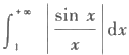 ∫₁^{+∞} | sin x / x | dx